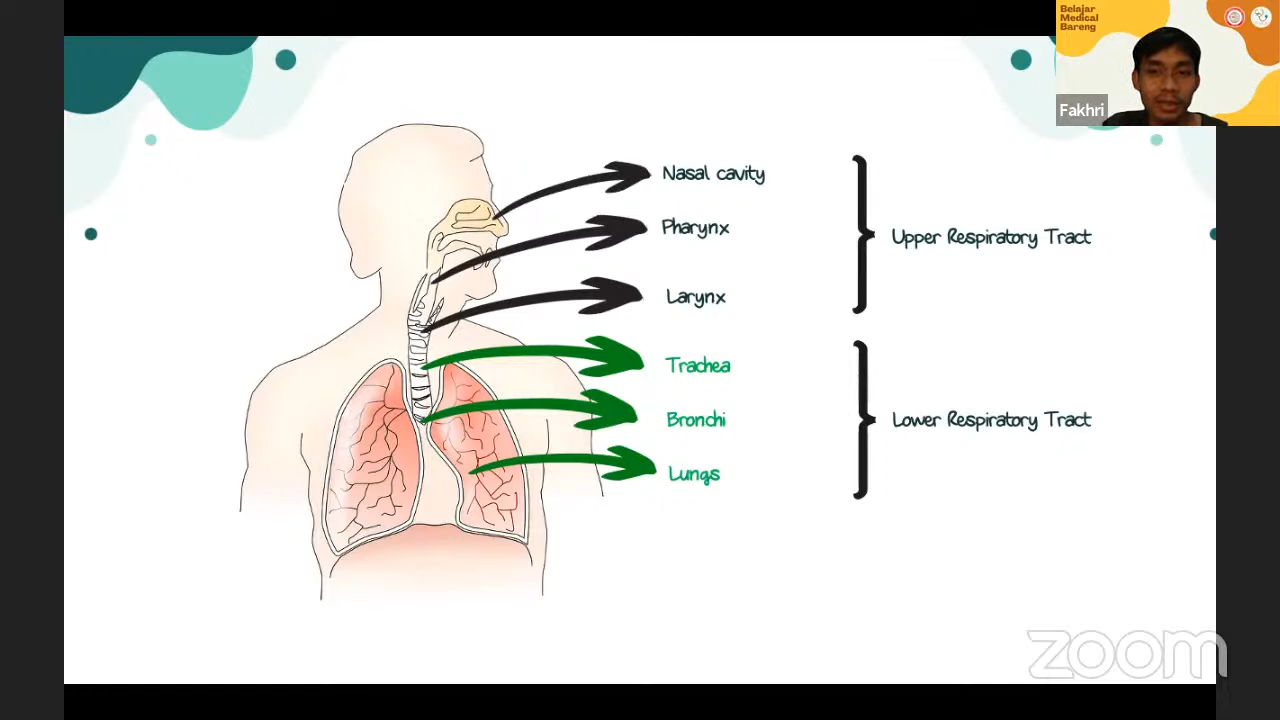 Belajar
Medical
Bareng
Fakhri
Nasal cavity
Pharynx
Larynx
Upper Respiratory Tract
Trachea
Bronchi
Lungs
Lower Respiratory Tract
zoom